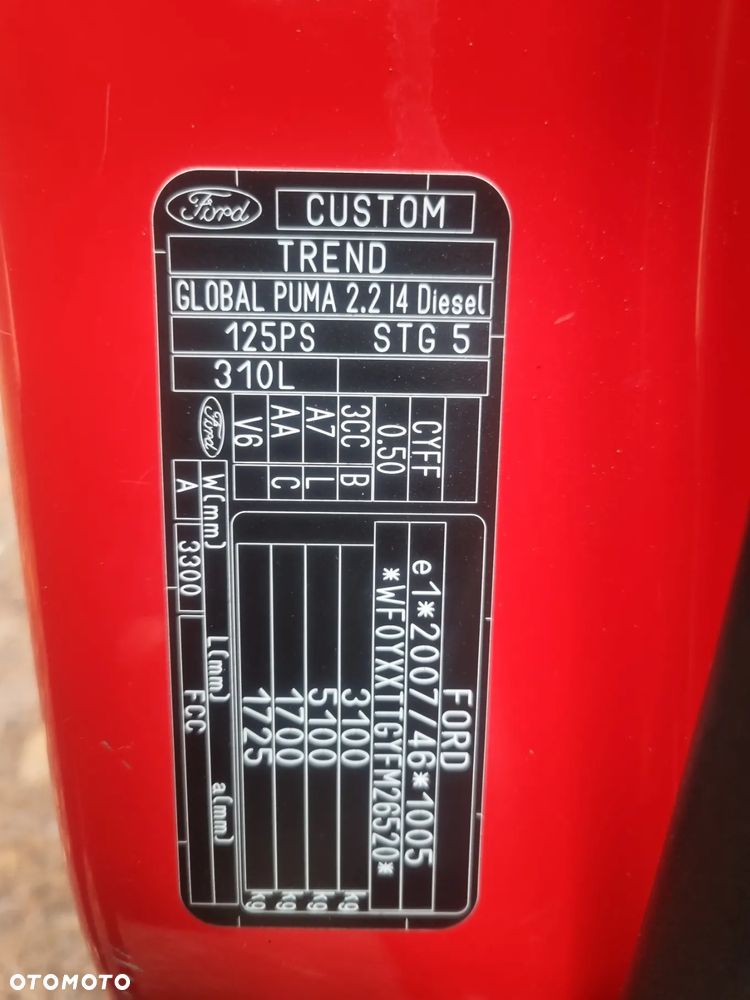 Ford CUSTOM
TREND
GLOBAL PUMA 2.2 I4 Diesel
125PS STG 5
310L
CYFF
0.50
3CC B
A7 L
AA C
V6
Ford
FORD
e1*2007/46*1005
*WF0YXXTTGYFM26520*
3100 kg
5100 kg
1700 kg
1725 kg
W(mm) L(mm) a(mm)
A 3300 FCC
OTOMOTO